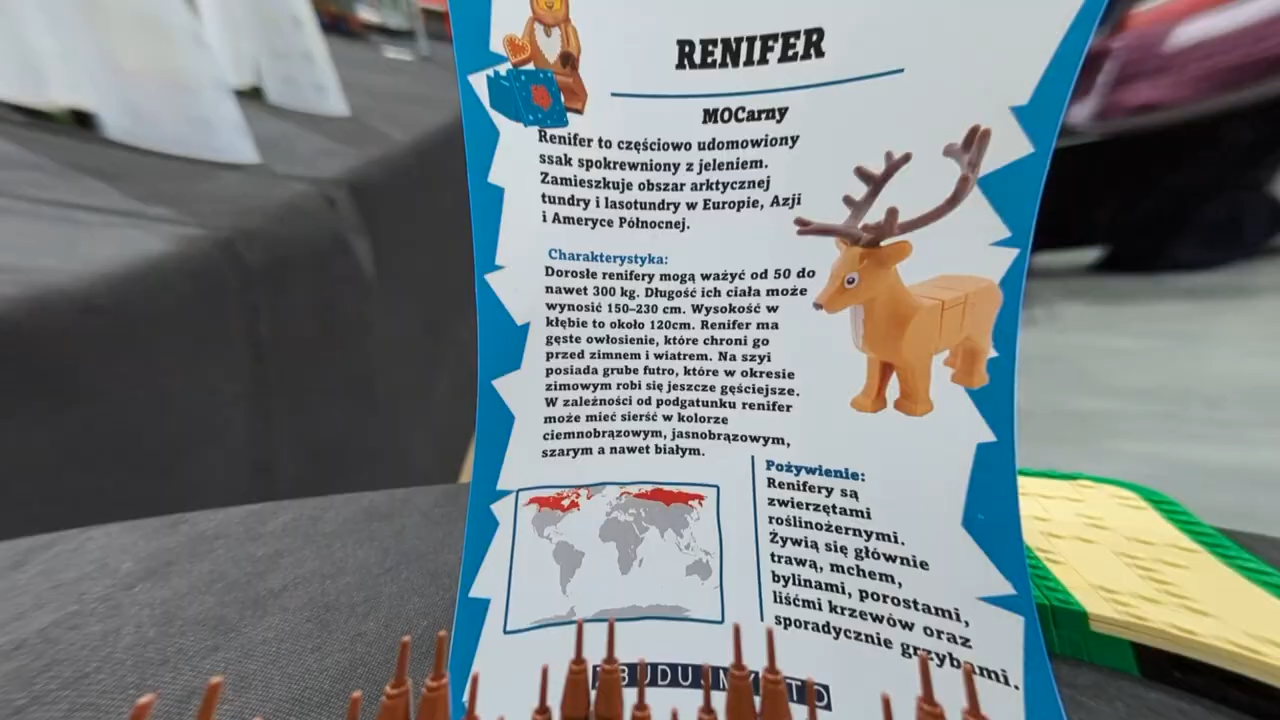 RENIFER
MOCarny
Renifer to częściowo udomowiony
ssak spokrewniony z jeleniem.
Zamieszkuje obszar arktycznej
tundry i lasotundry w Europie, Azji
i Ameryce Północnej.
Charakterystyka:
Dorosłe renifery mogą ważyć od 50 do
nawet 300 kg. Długość ich ciała może
wynosić 150–230 cm. Wysokość w
kłębie to około 120cm. Renifer ma
gęste owłosienie, które chroni go
przed zimnem i wiatrem. Na szyi
posiada grube futro, które w okresie
zimowym robi się jeszcze gęściejsze.
W zależności od podgatunku renifer
może mieć sierść w kolorze
ciemnobrązowym, jasnobrązowym,
szarym a nawet białym.
Pożywienie:
Renifery są
zwierzętami
roślinożernymi.
Żywią się głównie
trawą, mchem,
bylinami, porostami,
liśćmi krzewów oraz
sporadycznie grzybami.